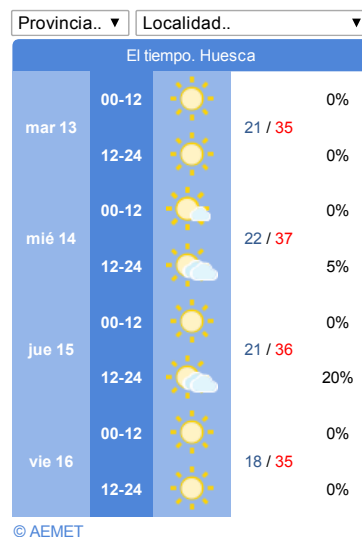 Provincia.. ▼ Localidad.. ▼
El tiempo. Huesca
00-12 0%
mar 13 21 / 35
12-24 0%
00-12 0%
mié 14 22 / 37
12-24 5%
00-12 0%
jue 15 21 / 36
12-24 20%
00-12 0%
vie 16 18 / 35
12-24 0%
© AEMET